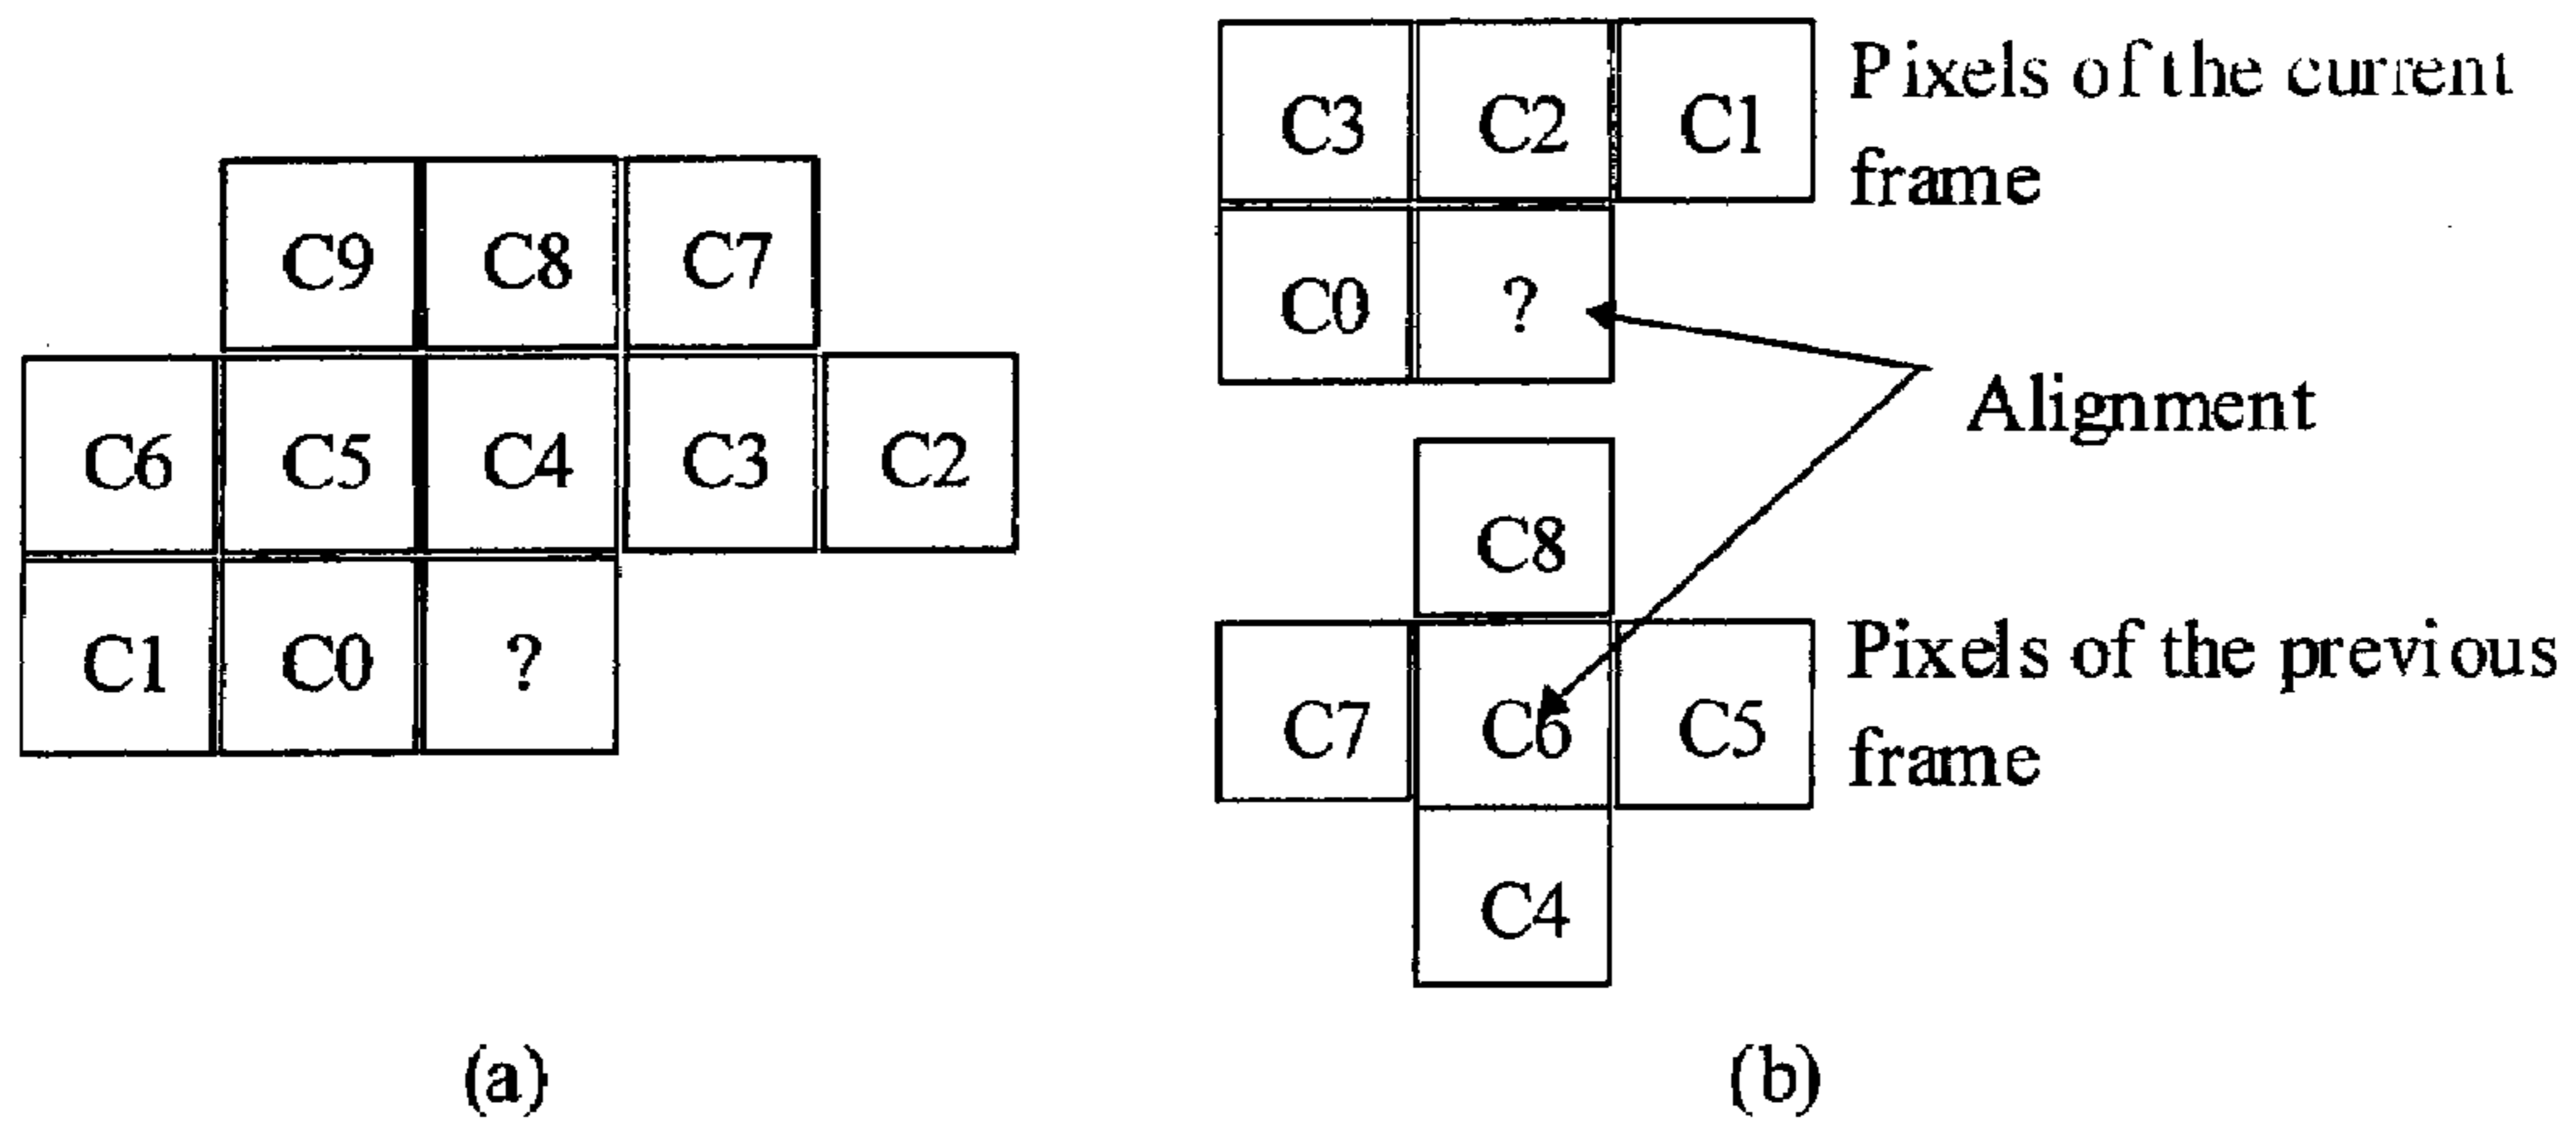 C9 C8 C7
C6 C5 C4 C3 C2
C1 C0 ?
(a)
C3 C2 C1
Pixels of the current
frame
C0 ?
Alignment
C8
C7 C6 C5
Pixels of the previous
frame
C4
(b)